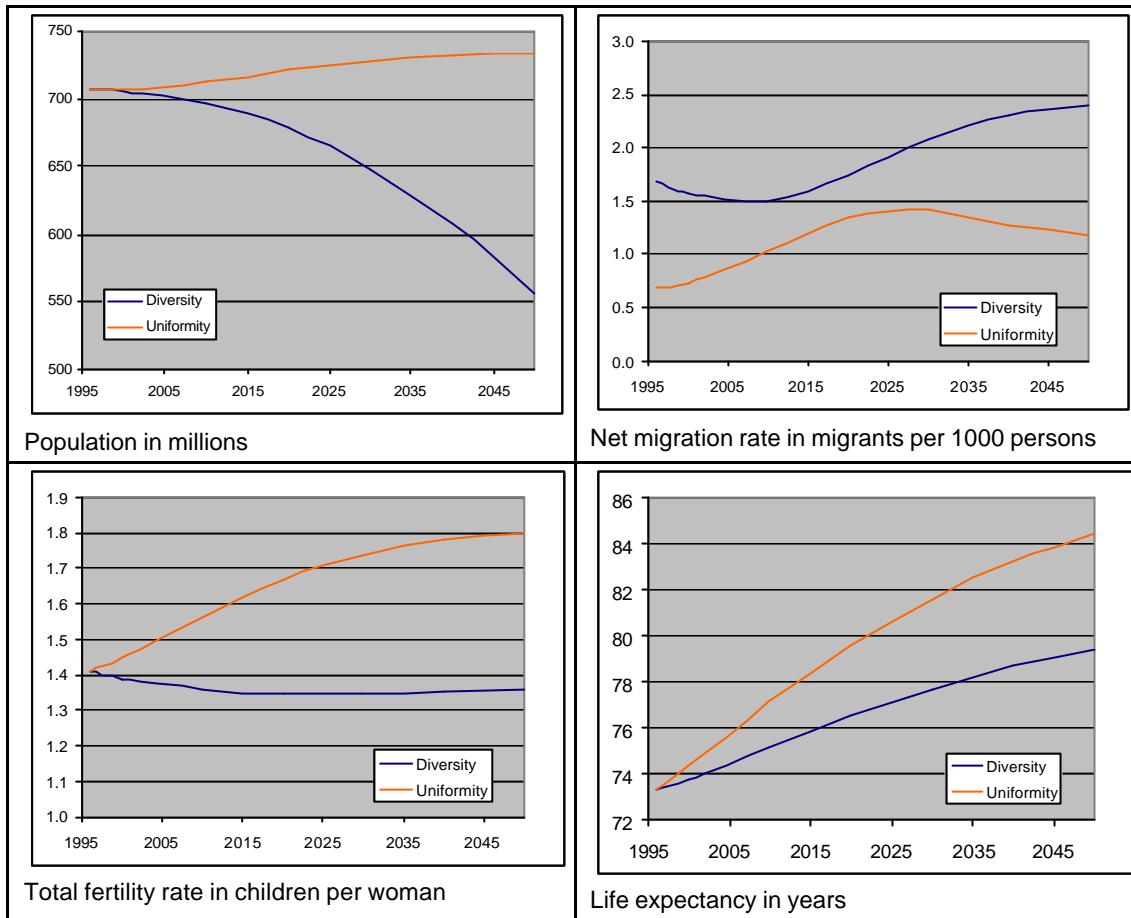 750
700
650
600
550
500
1995 2005 2015 2025 2035 2045
Diversity
Uniformity
Population in millions
3.0
2.5
2.0
1.5
1.0
0.5
0.0
1995 2005 2015 2025 2035 2045
Diversity
Uniformity
Net migration rate in migrants per 1000 persons
1.9
1.8
1.7
1.6
1.5
1.4
1.3
1.2
1.1
1.0
1995 2005 2015 2025 2035 2045
Diversity
Uniformity
Total fertility rate in children per woman
86
84
82
80
78
76
74
72
1995 2005 2015 2025 2035 2045
Diversity
Uniformity
Life expectancy in years